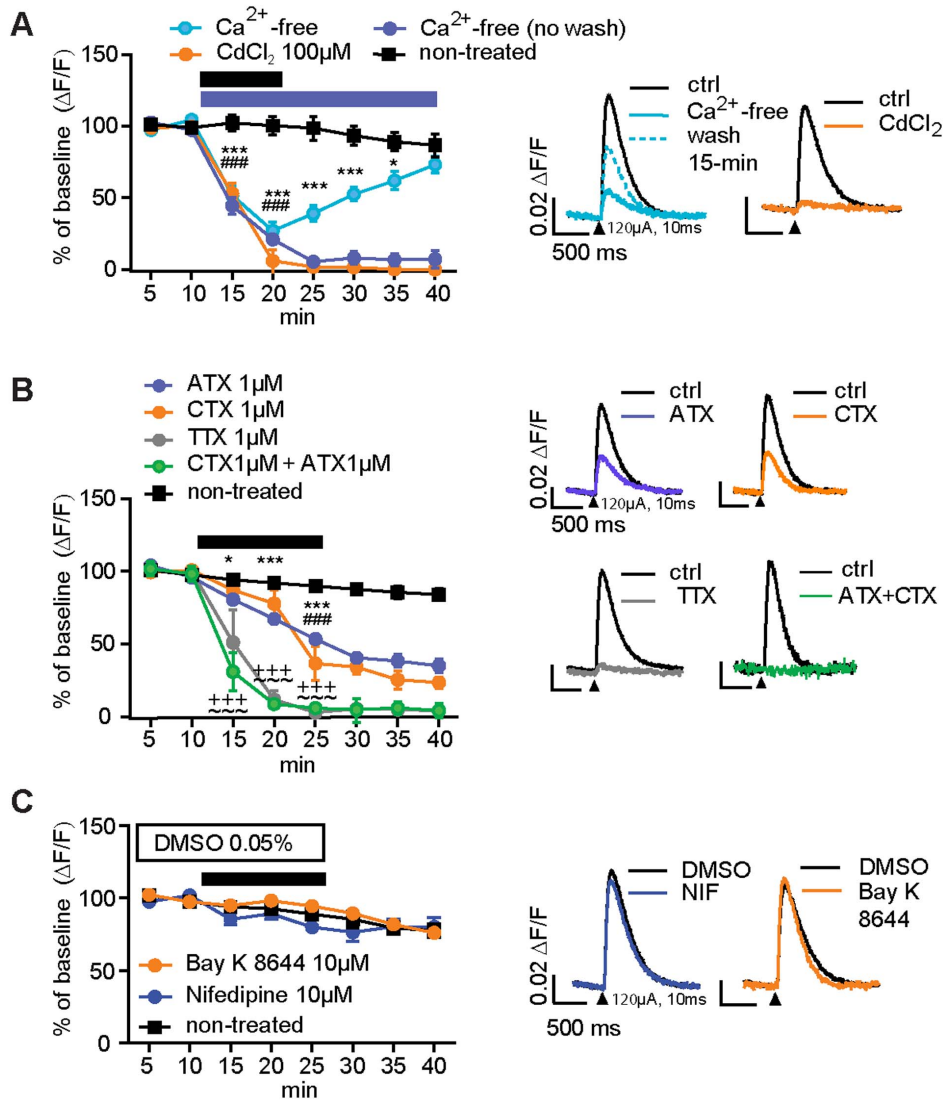 A
Ca2+ -free
Ca2+-free (no wash)
CdCl2 100µM
non-treated
% of baseline (ΔF/F)
150
100
50
0
***
###
***
###
***
***
*
5 10 15 20 25 30 35 40
min
ctrl
Ca2+-free
wash
15-min
0.02 ΔF/F
120µA, 10ms
500 ms
ctrl
CdCl2
B
ATX 1µM
CTX 1µM
TTX 1µM
CTX1µM + ATX1µM
non-treated
% of baseline (ΔF/F)
150
100
50
0
* ***
***
###
+++
~~~
+++
~~~
+++
~~~
5 10 15 20 25 30 35 40
min
ctrl
ATX
0.02 ΔF/F
120µA, 10ms
500 ms
ctrl
CTX
ctrl
TTX
ctrl
ATX+CTX
C
% of baseline (ΔF/F)
150
100
50
0
DMSO 0.05%
Bay K 8644 10µM
Nifedipine 10µM
non-treated
5 10 15 20 25 30 35 40
min
DMSO
NIF
0.02 ΔF/F
120µA, 10ms
500 ms
DMSO
Bay K
8644